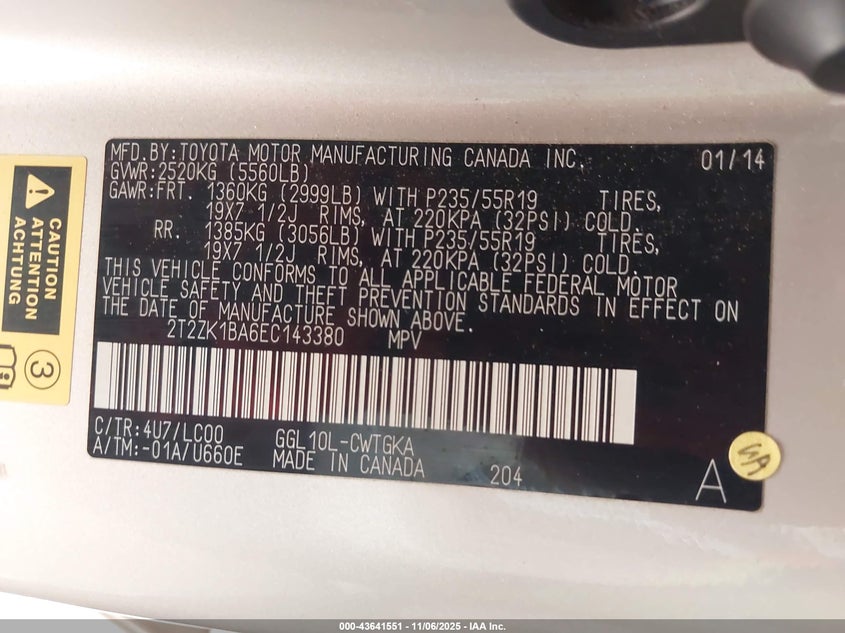 MFD.BY:TOYOTA MOTOR MANUFACTURING CANADA INC. 01/14
GVWR:2520KG (5560LB)
GAWR:FRT. 1360KG (2999LB) WITH P235/55R19 TIRES,
19X7 1/2J RIMS, AT 220KPA (32PSI) COLD.
RR. 1385KG (3056LB) WITH P235/55R19 TIRES,
19X7 1/2J RIMS, AT 220KPA (32PSI) COLD.
THIS VEHICLE CONFORMS TO ALL APPLICABLE FEDERAL MOTOR
VEHICLE SAFETY AND THEFT PREVENTION STANDARDS IN EFFECT ON
THE DATE OF MANUFACTURE SHOWN ABOVE.
2T2ZK1BA6EC143380 MPV
C/TR:4U7/LC00 GGL10L-CWTGKA
A/TM:-01A/U660E MADE IN CANADA 204
A
CAUTION
ATTENTION
ACHTUNG
3
000-43641551 - 11/06/2025 - IAA Inc.